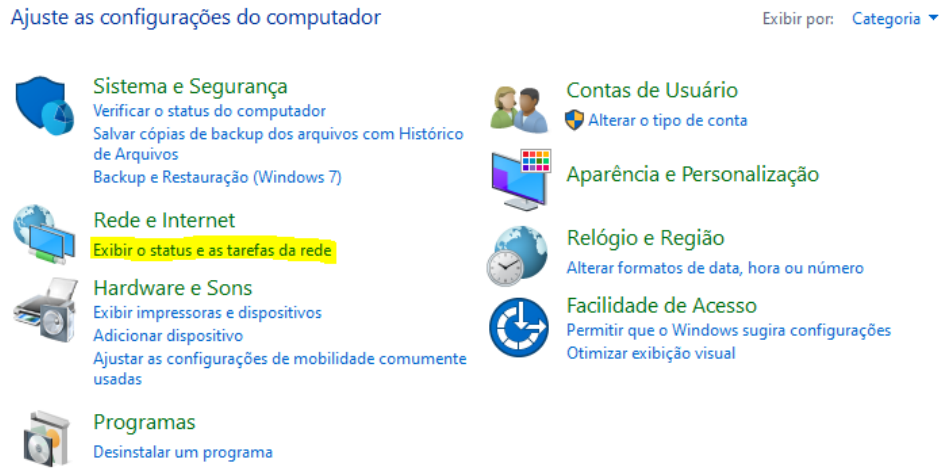 Ajuste as configurações do computador
Exibir por: Categoria
Sistema e Segurança
Verificar o status do computador
Salvar cópias de backup dos arquivos com Histórico
de Arquivos
Backup e Restauração (Windows 7)
Rede e Internet
Exibir o status e as tarefas da rede
Hardware e Sons
Exibir impressoras e dispositivos
Adicionar dispositivo
Ajustar as configurações de mobilidade comumente
usadas
Programas
Desinstalar um programa
Contas de Usuário
Alterar o tipo de conta
Aparência e Personalização
Relógio e Região
Alterar formatos de data, hora ou número
Facilidade de Acesso
Permitir que o Windows sugira configurações
Otimizar exibição visual